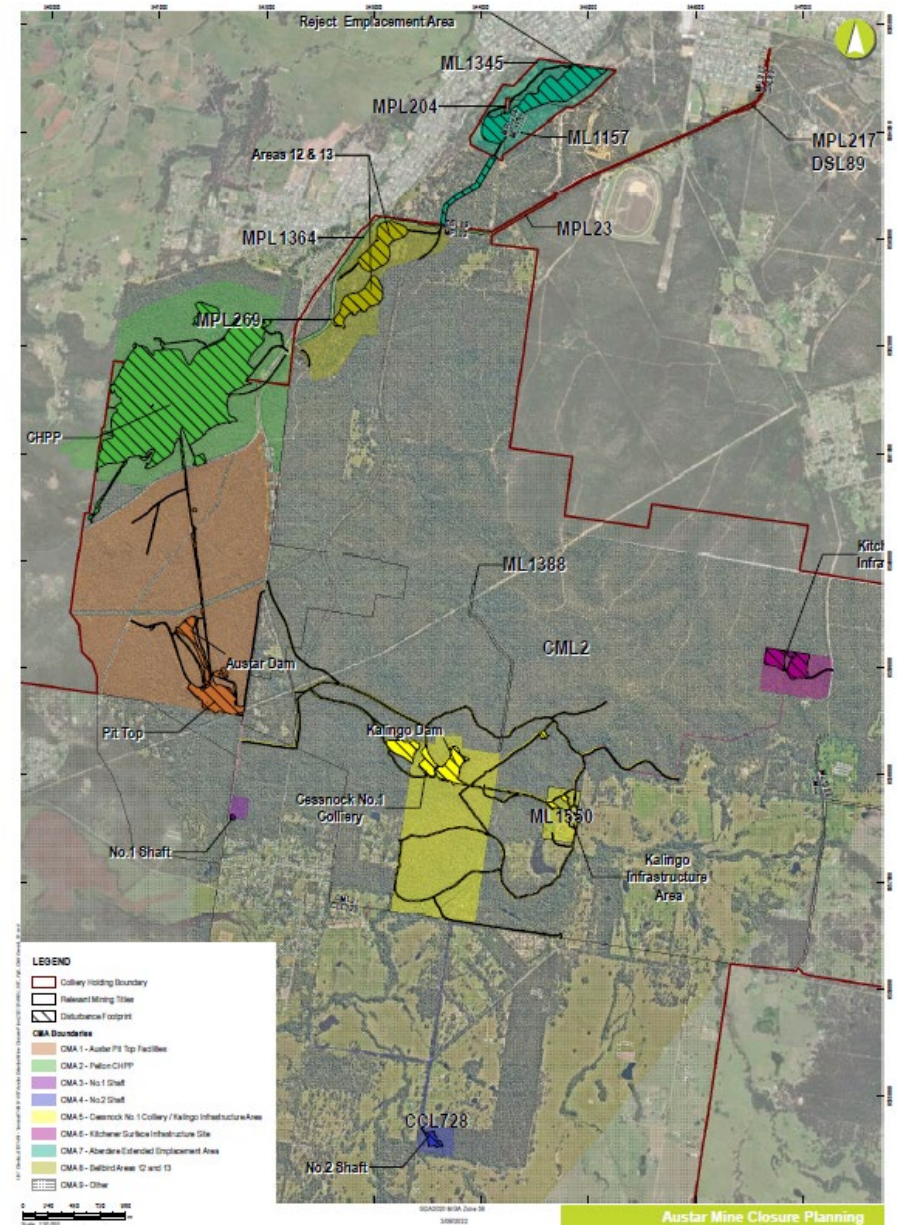 Reject Emplacement Area
ML1345
MPL204
ML1157
MPL217
DSL89
Areas 12 & 13
MPL1364
MPL23
MPL269
CHPP
ML1388
Kitch
Infra
CML2
Austar Dam
Pit Top
Kalingo Dam
Cessnock No.1
Colliery
ML1550
No.1 Shaft
Kalingo
Infrastructure
Area
CCL728
No.2 Shaft
LEGEND
Colliery Holding Boundary
Relevant Mining Titles
Disturbance Footprint
CMA Boundaries
CMA 1 - Austar Pit Top Facilities
CMA 2 - Pelton CHPP
CMA 3 - No.1 Shaft
CMA 4 - No.2 Shaft
CMA 5 - Cessnock No.1 Colliery / Kalingo Infrastructure Area
CMA 6 - Kitchener Surface Infrastructure Site
CMA 7 - Aberdare Extended Emplacement Area
CMA 8 - Bellbird Areas 12 and 13
CMA 9 - Other
Austar Mine Closure Planning